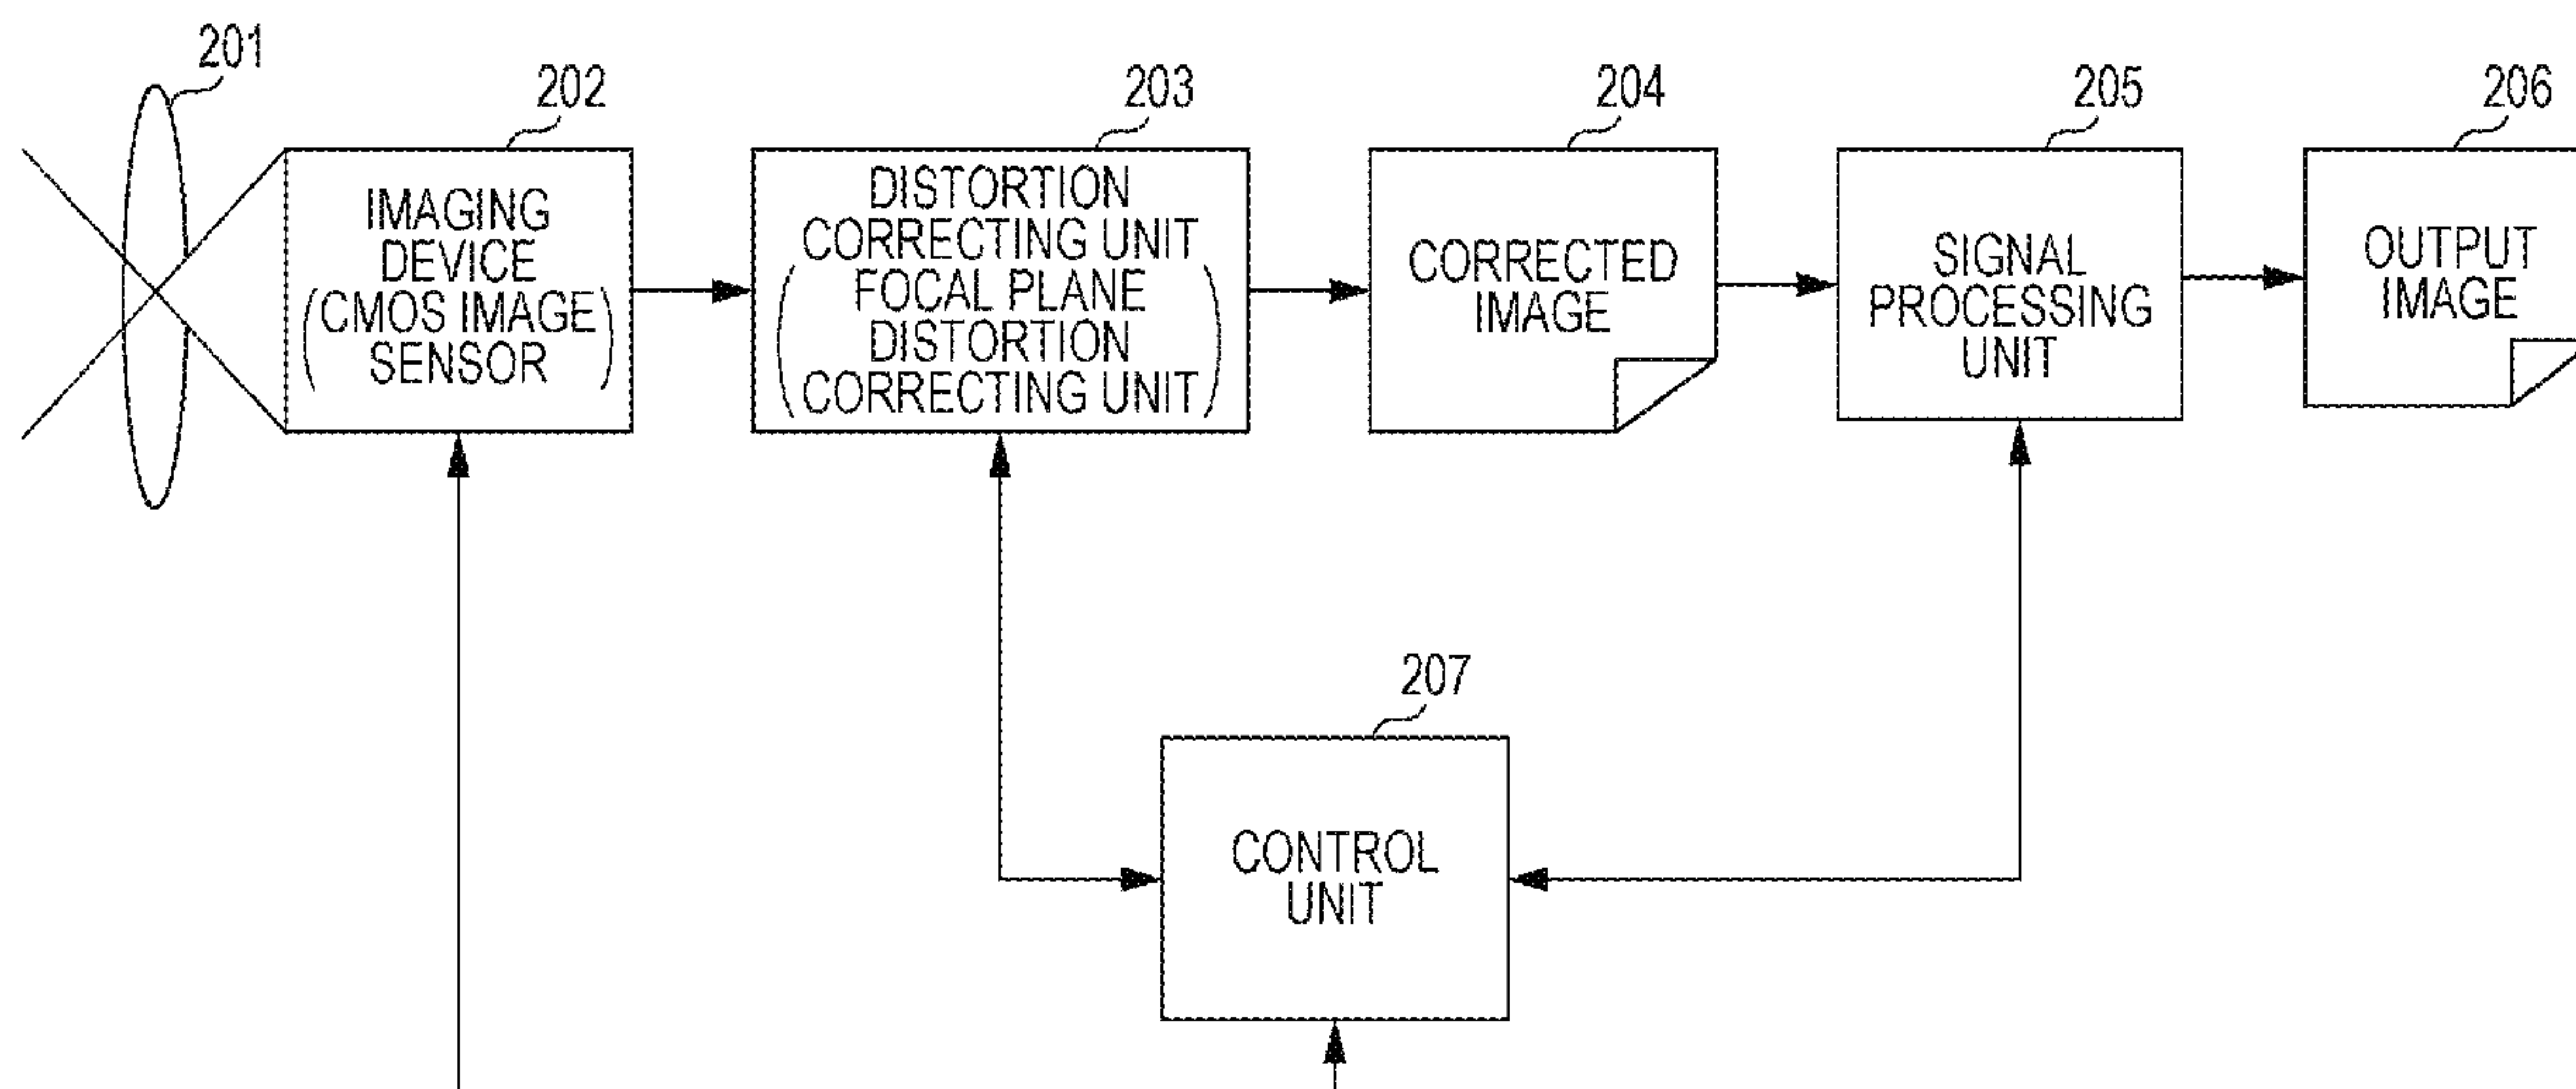 201
202
203
204
205
206
IMAGING
DEVICE
(CMOS IMAGE
SENSOR)
DISTORTION
CORRECTING UNIT
(FOCAL PLANE
DISTORTION
CORRECTING UNIT)
CORRECTED
IMAGE
SIGNAL
PROCESSING
UNIT
OUTPUT
IMAGE
207
CONTROL
UNIT